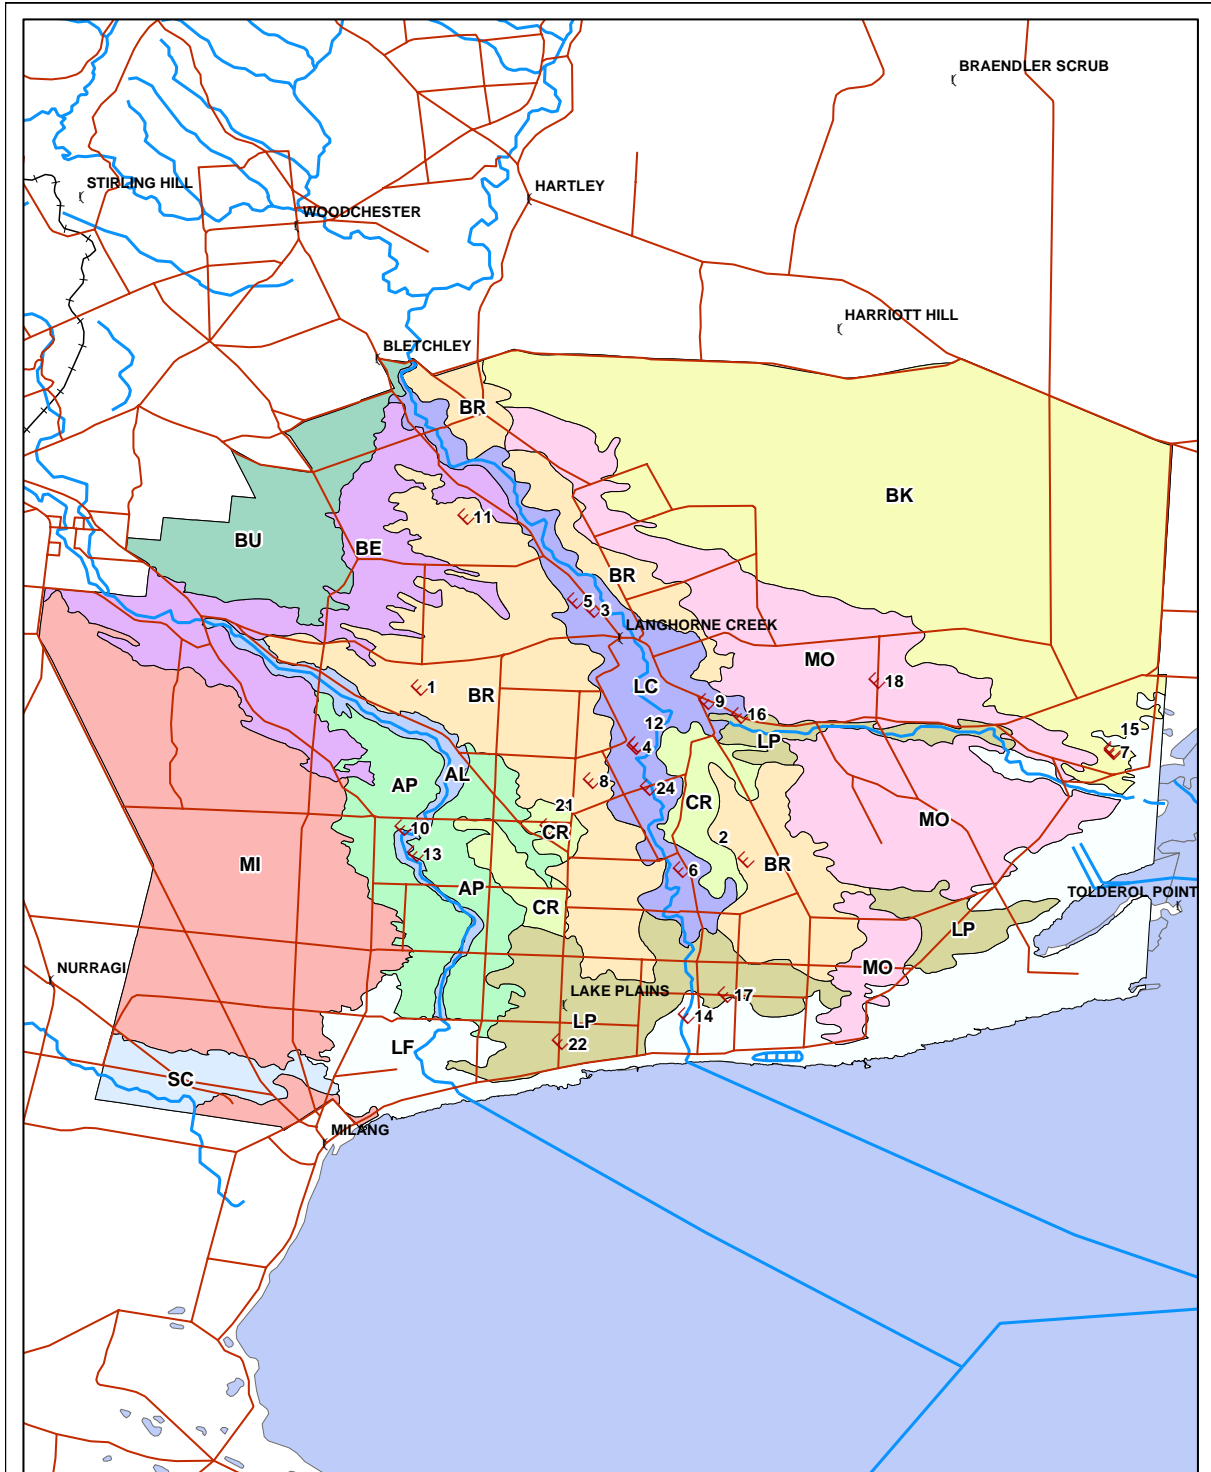 BRAENDLER SCRUB
STIRLING HILL
HARTLEY
WOODCHESTER
HARRIOTT HILL
BLETCHLEY
BR
BK
11
BU
BE
BR
5
3
LANGHORNE CREEK
MO
18
1
BR
LC
9
16
12
15
4
LP
7
AL
AP
8
24
21
CR
10
CR
MO
2
13
MI
BR
6
AP
TOLDEROL POINT
CR
LP
NURRAGI
MO
LAKE PLAINS
17
14
LP
22
LF
SC
MILANG